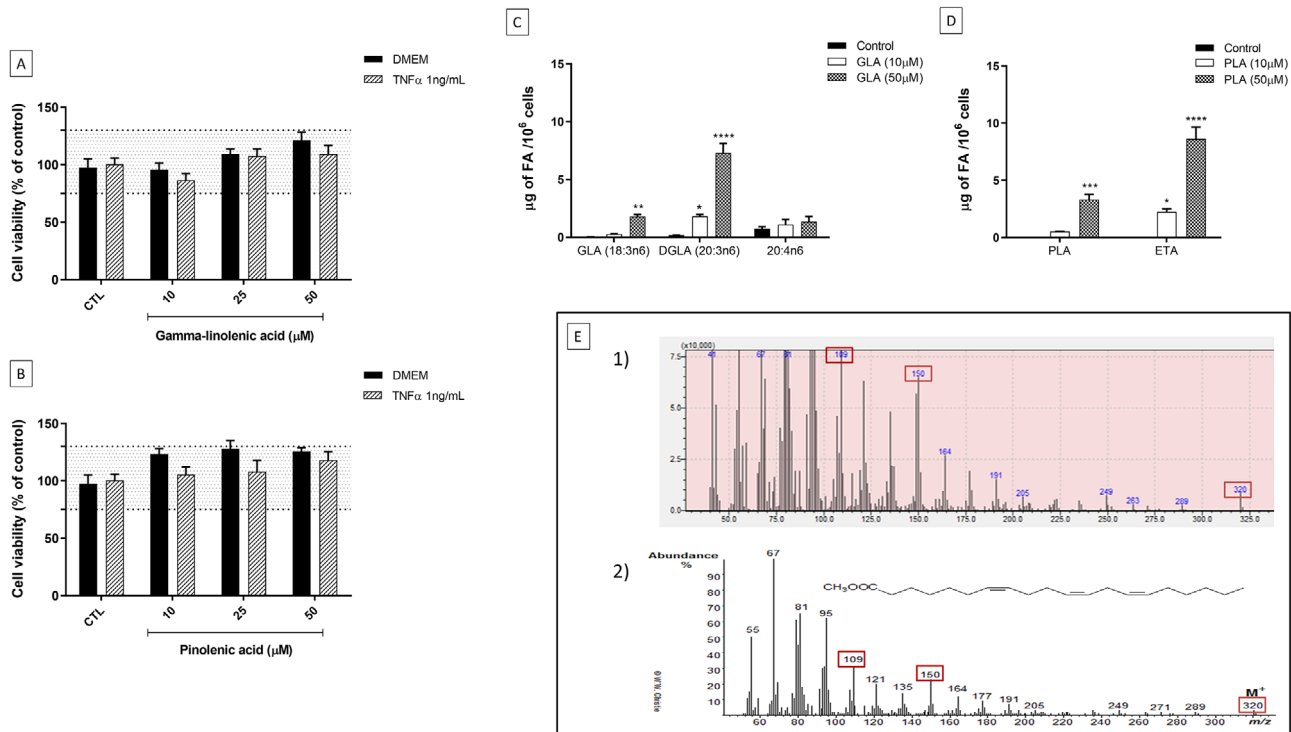 A
DMEM
TNFα 1ng/mL
Cell viability (% of control)
150
100
50
0
CTL
10
25
50
Gamma-linolenic acid (μM)
B
DMEM
TNFα 1ng/mL
Cell viability (% of control)
150
100
50
0
CTL
10
25
50
Pinolenic acid (μM)
C
Control
GLA (10μM)
GLA (50μM)
μg of FA /10⁶ cells
15
10
5
0
**
*
****
GLA (18:3n6)
DGLA (20:3n6)
20:4n6
D
Control
PLA (10μM)
PLA (50μM)
μg of FA /10⁶ cells
15
10
5
0
***
*
****
PLA
ETA
E
1)
(x10,000)
7.5
5.0
2.5
0.0
41
67
81
109
150
164
191
205
249
263
289
320
50.0
75.0
100.0
125.0
150.0
175.0
200.0
225.0
250.0
275.0
300.0
325.0
2)
Abundance
%
90
80
70
60
50
40
30
20
10
CH₃OOC
55
67
81
95
109
121
135
150
164
177
191
205
249
271
289
M⁺
320
60
80
100
120
140
160
180
200
220
240
260
280
300
m/z